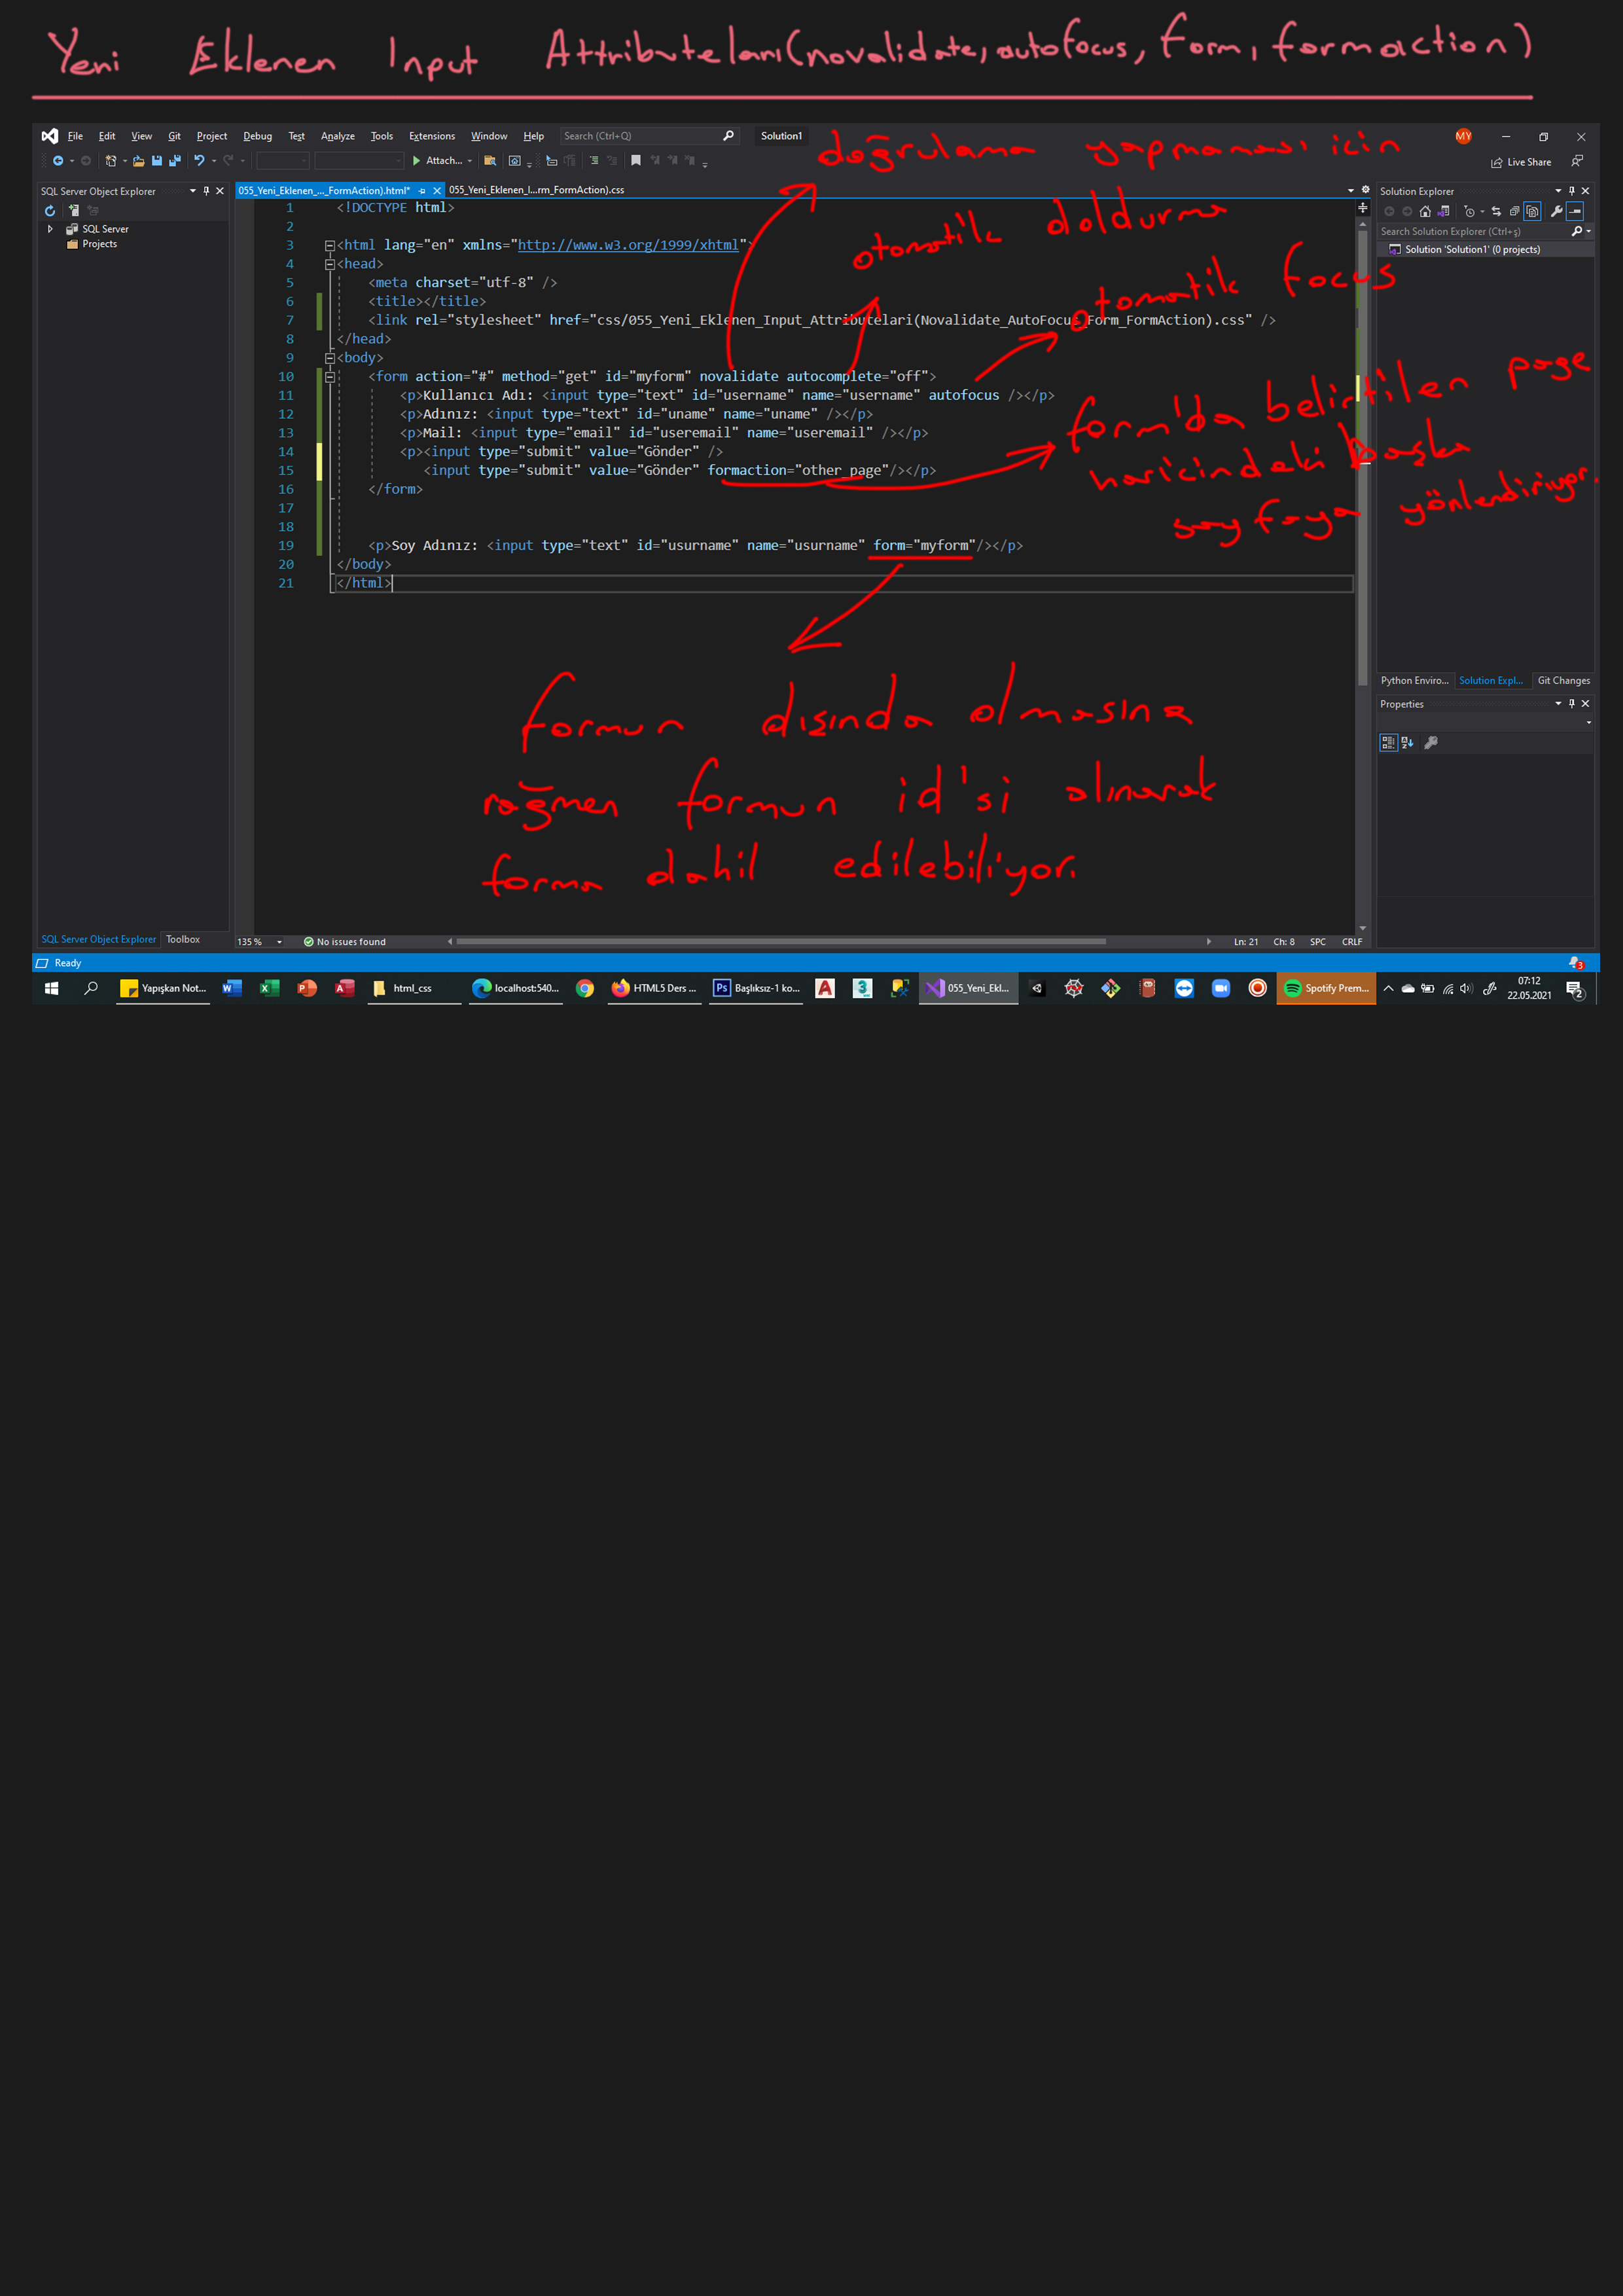 Yeni Eklenen Input Attributeları(novalidate, autofocus, form, formaction)
File Edit View Git Project Debug Test Analyze Tools Extensions Window Help Search (Ctrl+Q) Solution1 MY
doğrulama yapmaması icin
Attach... Live Share
SQL Server Object Explorer
055_Yeni_Eklenen_..._FormAction).html* 055_Yeni_Eklenen_I...rm_FormAction).css
Solution Explorer
SQL Server
Projects
Search Solution Explorer (Ctrl+ş)
Solution 'Solution1' (0 projects)
1 <!DOCTYPE html>
2
otomatik doldurma
3 <html lang="en" xmlns="http://www.w3.org/1999/xhtml">
4 <head>
5 <meta charset="utf-8" />
otomatik focus
6 <title></title>
7 <link rel="stylesheet" href="css/055_Yeni_Eklenen_Input_Attributelari(Novalidate_AutoFocus_Form_FormAction).css" />
8 </head>
9 <body>
10 <form action="#" method="get" id="myform" novalidate autocomplete="off">
11 <p>Kullanıcı Adı: <input type="text" id="username" name="username" autofocus /></p>
12 <p>Adınız: <input type="text" id="uname" name="uname" /></p>
13 <p>Mail: <input type="email" id="useremail" name="useremail" /></p>
14 <p><input type="submit" value="Gönder" />
15 <input type="submit" value="Gönder" formaction="other_page"/></p>
16 </form>
form'da belirtilen page
haricindeki başka
sayfaya yönlendiriyor.
17
18
19 <p>Soy Adınız: <input type="text" id="usurname" name="usurname" form="myform"/></p>
20 </body>
21 </html>
formun dışında olmasına
rağmen formun id'si alınarak
forma dahil edilebiliyor.
Python Enviro... Solution Expl... Git Changes
Properties
SQL Server Object Explorer Toolbox
135 % No issues found Ln: 21 Ch: 8 SPC CRLF
Ready 3
Yapışkan Not... html_css localhost:540... HTML5 Ders ... Ps Başlıksız-1 ko... 055_Yeni_Ekl... Spotify Prem... 07:12
22.05.2021 2